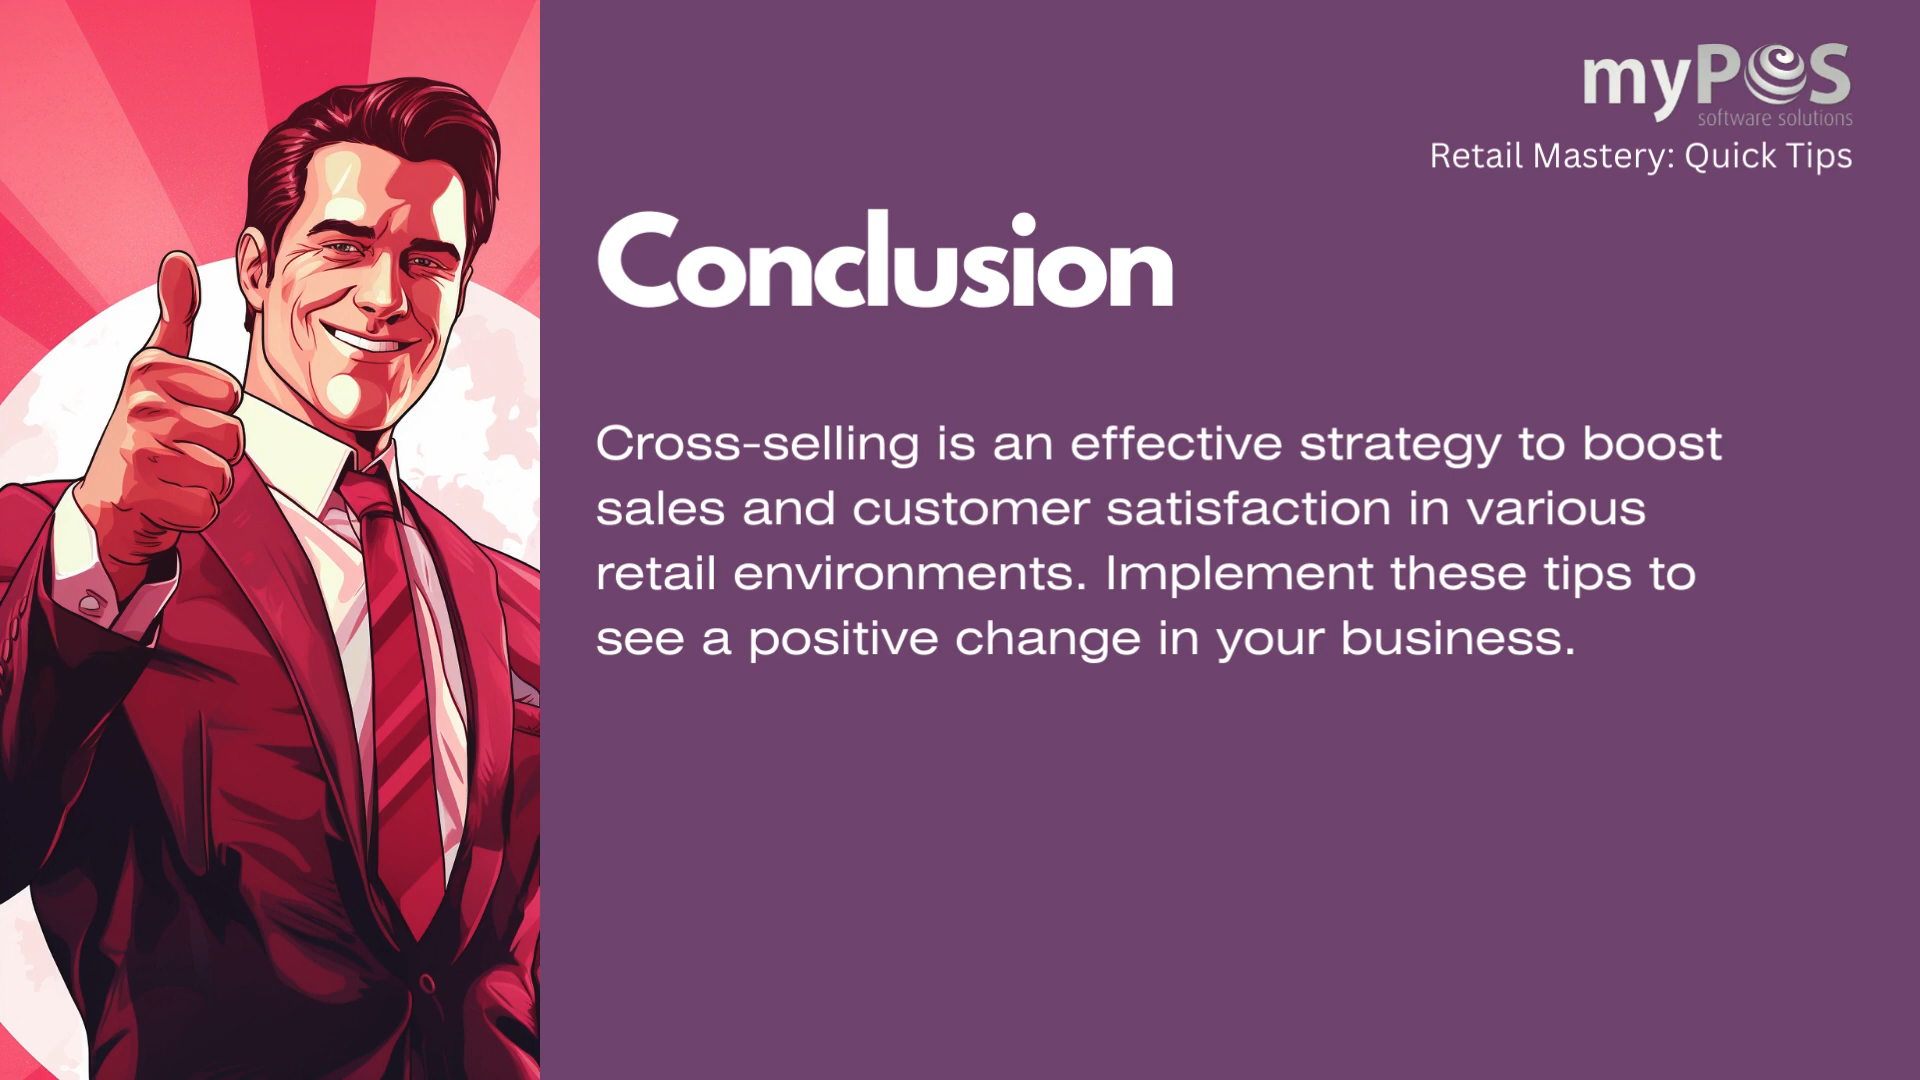 myPOS
software solutions
Retail Mastery: Quick Tips
Conclusion
Cross-selling is an effective strategy to boost
sales and customer satisfaction in various
retail environments. Implement these tips to
see a positive change in your business.